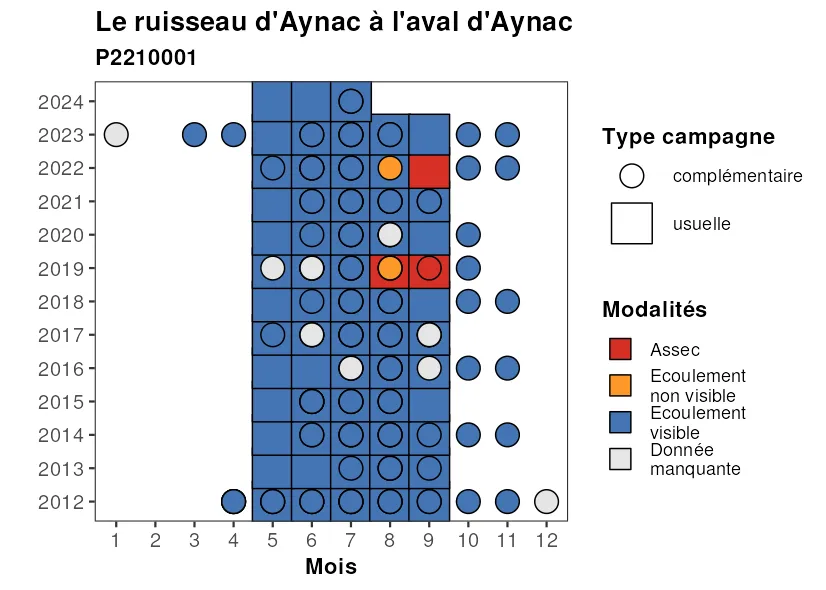 Le ruisseau d'Aynac à l'aval d'Aynac
P2210001
2024
2023
2022
2021
2020
2019
2018
2017
2016
2015
2014
2013
2012
1 2 3 4 5 6 7 8 9 10 11 12
Mois
Type campagne
complémentaire
usuelle
Modalités
Assec
Ecoulement
non visible
Ecoulement
visible
Donnée
manquante